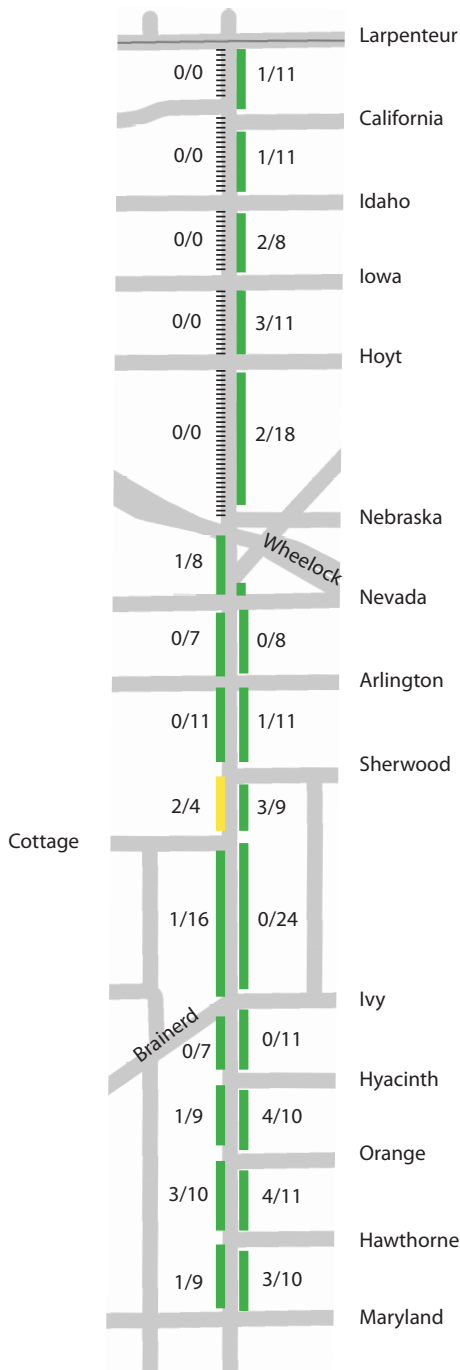 Larpenteur
0/0 1/11
California
0/0 1/11
Idaho
0/0 2/8
Iowa
0/0 3/11
Hoyt
0/0 2/18
Nebraska
Wheelock
1/8
Nevada
0/7 0/8
Arlington
0/11 1/11
Sherwood
2/4 3/9
Cottage
1/16 0/24
Ivy
Brainerd
0/7 0/11
Hyacinth
1/9 4/10
Orange
3/10 4/11
Hawthorne
1/9 3/10
Maryland